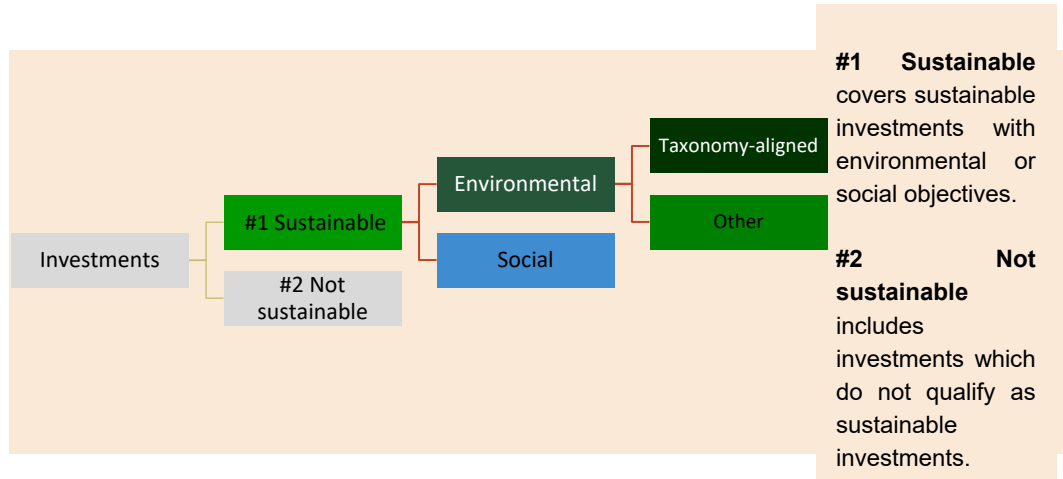 Investments
#1 Sustainable
#2 Not
sustainable
Environmental
Social
Taxonomy-aligned
Other
#1 Sustainable
covers sustainable
investments with
environmental or
social objectives.
#2 Not
sustainable
includes
investments which
do not qualify as
sustainable
investments.